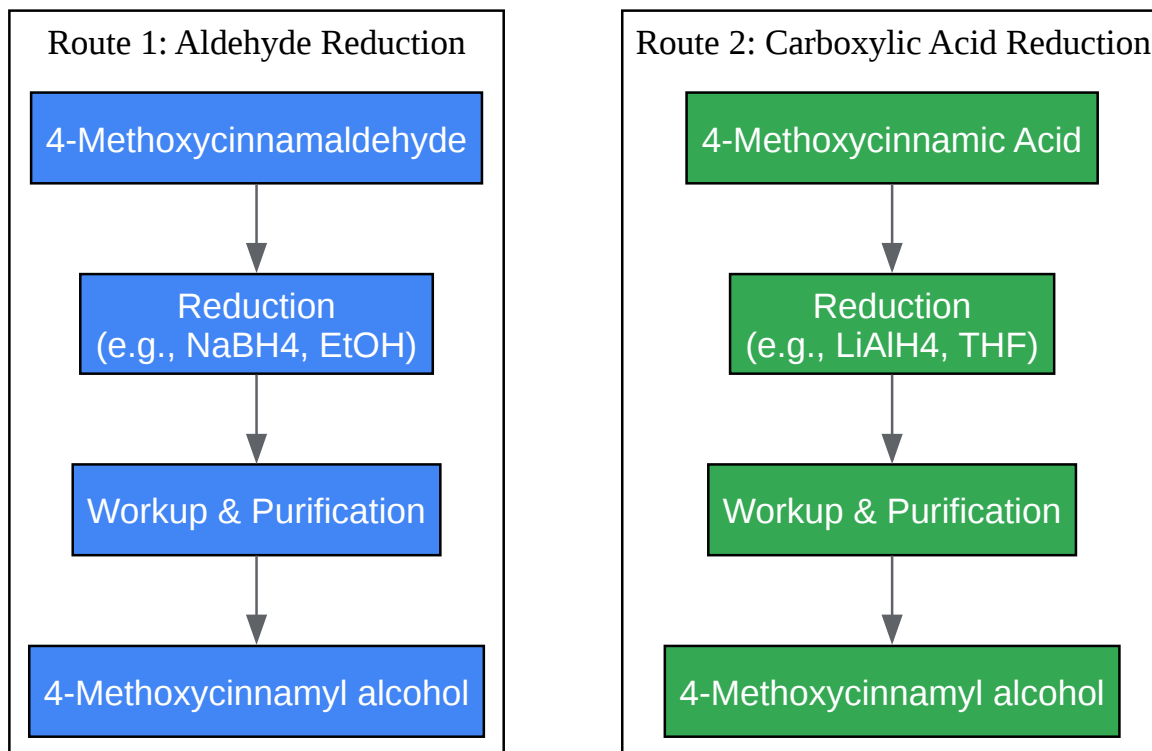 Route 1: Aldehyde Reduction
4-Methoxycinnamaldehyde
Reduction
(e.g., NaBH4, EtOH)
Workup & Purification
4-Methoxycinnamyl alcohol
Route 2: Carboxylic Acid Reduction
4-Methoxycinnamic Acid
Reduction
(e.g., LiAlH4, THF)
Workup & Purification
4-Methoxycinnamyl alcohol